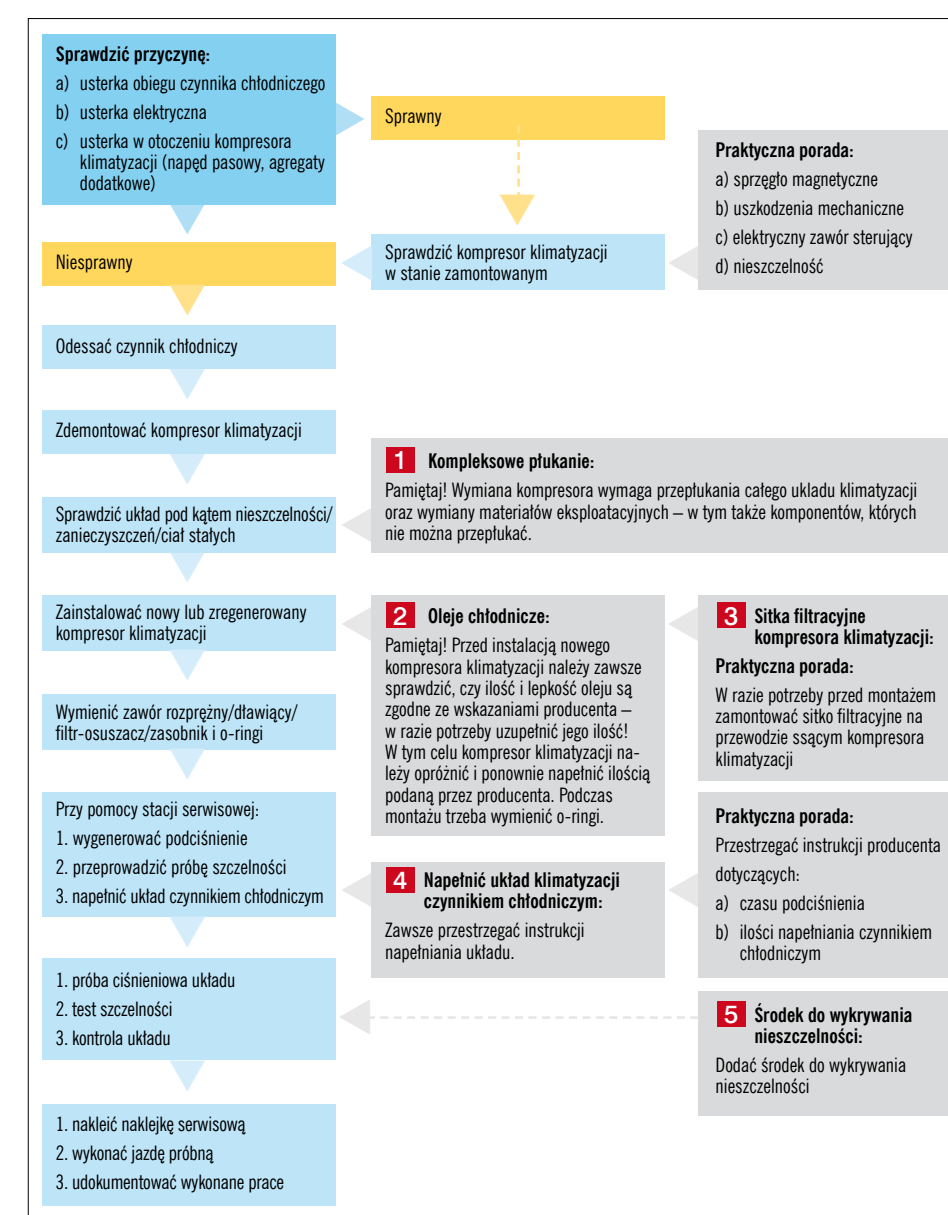 Sprawdzić przyczynę:
a) usterka obiegu czynnika chłodniczego
b) usterka elektryczna
c) usterka w otoczeniu kompresora
klimatyzacji (napęd pasowy, agregaty
dodatkowe)
Sprawny
Praktyczna porada:
a) sprzęgło magnetyczne
b) uszkodzenia mechaniczne
c) elektryczny zawór sterujący
d) nieszczelność
Niesprawny
Sprawdzić kompresor klimatyzacji
w stanie zamontowanym
Odessać czynnik chłodniczy
Zdemontować kompresor klimatyzacji
1 Kompleksowe płukanie:
Pamiętaj! Wymiana kompresora wymaga przepłukania całego ukladu klimatyzacji
oraz wymiany materiałów eksploatacyjnych – w tym także komponentów, których
nie można przepłukać.
Sprawdzić układ pod kątem nieszczelności/
zanieczyszczeń/ciał stałych
Zainstalować nowy lub zregenerowany
kompresor klimatyzacji
2 Oleje chłodnicze:
Pamiętaj! Przed instalacją nowego
kompresora klimatyzacji należy zawsze
sprawdzić, czy ilość i lepkość oleju są
zgodne ze wskazaniami producenta –
w razie potrzeby uzupełnić jego ilość!
W tym celu kompresor klimatyzacji na-
leży opróżnić i ponownie napełnić ilością
podaną przez producenta. Podczas
montażu trzeba wymienić o-ringi.
3 Sitka filtracyjne
kompresora klimatyzacji:
Praktyczna porada:
W razie potrzeby przed montażem
zamontować sitko filtracyjne na
przewodzie ssącym kompresora
klimatyzacji
Wymienić zawór rozprężny/dławiący/
filtr-osuszacz/zasobnik i o-ringi
Przy pomocy stacji serwisowej:
1. wygenerować podciśnienie
2. przeprowadzić próbę szczelności
3. napełnić układ czynnikiem chłodniczym
4 Napełnić układ klimatyzacji
czynnikiem chłodniczym:
Zawsze przestrzegać instrukcji
napełniania układu.
Praktyczna porada:
Przestrzegać instrukcji producenta
dotyczących:
a) czasu podciśnienia
b) ilości napełniania czynnikiem
chłodniczym
1. próba ciśnieniowa układu
2. test szczelności
3. kontrola układu
5 Środek do wykrywania
nieszczelności:
Dodać środek do wykrywania
nieszczelności
1. nakleić naklejkę serwisową
2. wykonać jazdę próbną
3. udokumentować wykonane prace